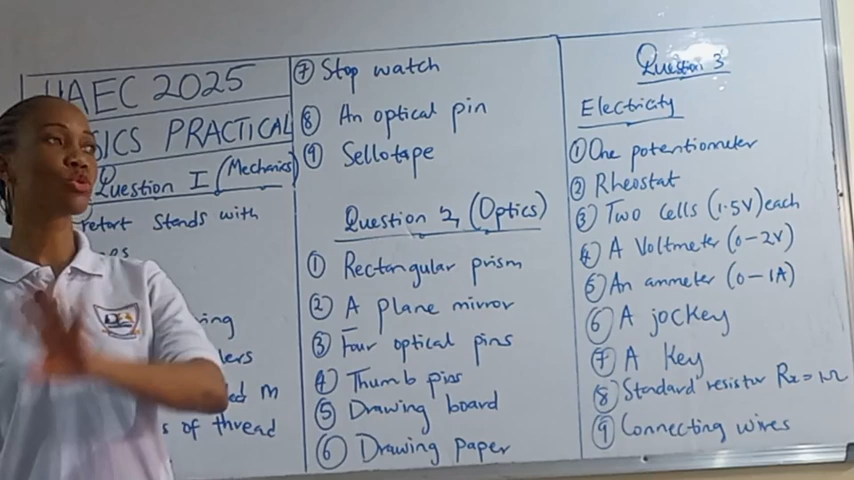 WAEC 2025
SICS PRACTICAL
Question I (Mechanics)
retort stands with
ing
ed m
s of thread
⑦ Stop watch
⑧ An optical pin
⑨ Sellotape
Question 2, (Optics)
① Rectangular prism
② A plane mirror
③ Four optical pins
④ Thumb pins
⑤ Drawing board
⑥ Drawing paper
Question 3
Electricity
① One potentiometer
② Rheostat
③ Two Cells (1.5V) each
④ A Voltmeter (0-2V)
⑤ An ammeter (0-1A)
⑥ A jockey
⑦ A Key
⑧ Standard resistor Rx = 1Ω
⑨ Connecting wires